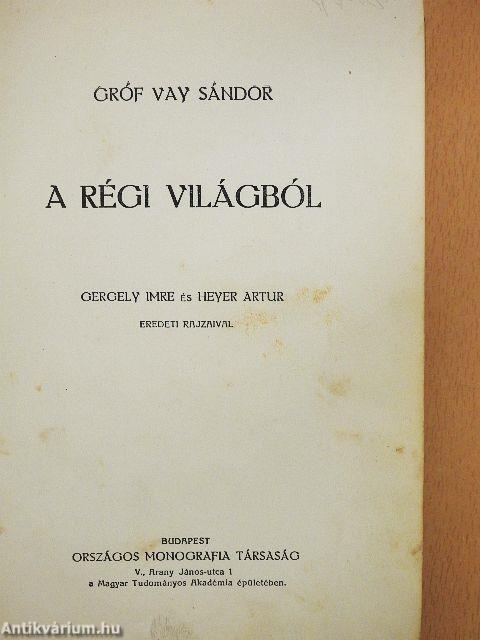 GRÓF VAY SÁNDOR
A RÉGI VILÁGBÓL
GERGELY IMRE ÉS HEYER ARTUR
EREDETI RAJZAIVAL
BUDAPEST
ORSZÁGOS MONOGRAFIA TÁRSASÁG
V., Arany János-utca 1
a Magyar Tudományos Akadémia épületében.
Antikvárium.hu